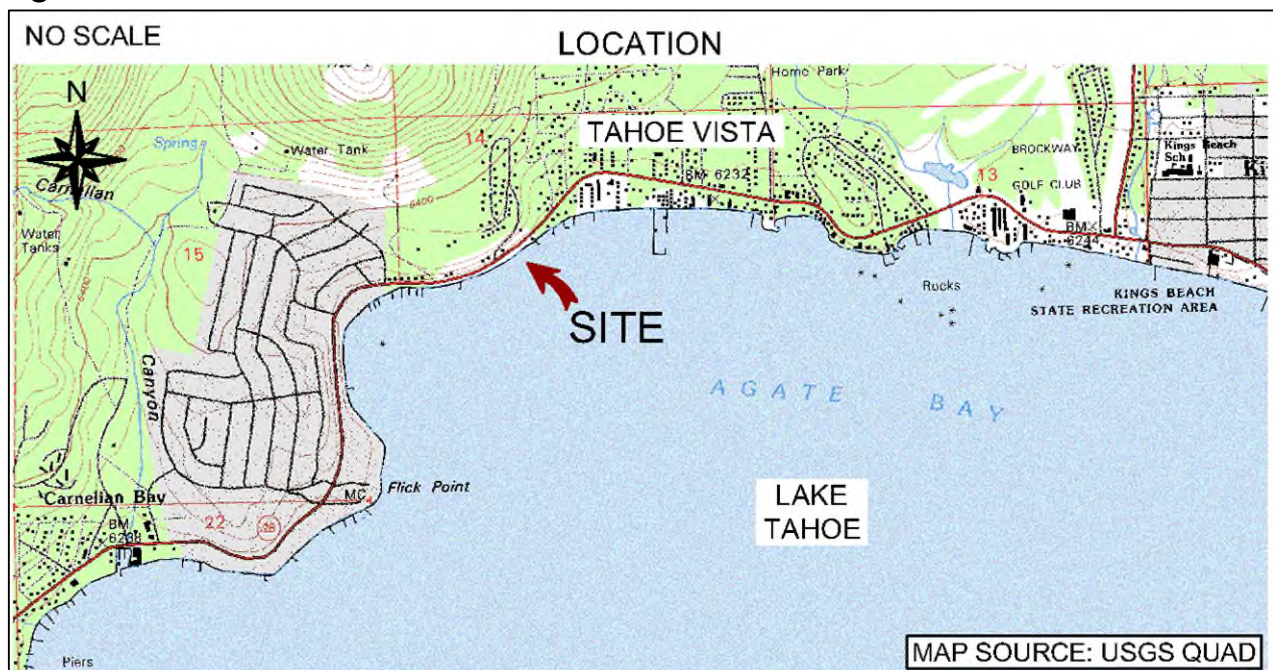 NO SCALE
LOCATION
N
Home Park
14
TAHOE VISTA
Water Tank
Spring
BM 6232
BROCKWAY
Kings Beach
Sch
13
GOLF CLUB
Carnelian
6400
Water
Tanks
15
BM
6244
6400
Rocks
KINGS BEACH
STATE RECREATION AREA
SITE
Canyon
AGATE BAY
MC
Flick Point
Carnelian Bay
22
28
BM
6238
LAKE
TAHOE
Piers
MAP SOURCE: USGS QUAD